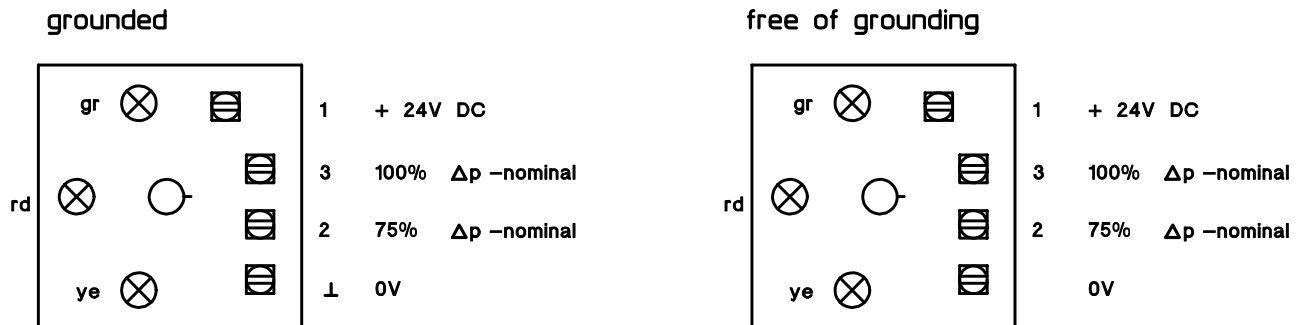 grounded
gr 1 + 24V DC
3 100% Δp -nominal
rd
2 75% Δp -nominal
ye ⊥ 0V
free of grounding
gr 1 + 24V DC
3 100% Δp -nominal
rd
2 75% Δp -nominal
ye 0V